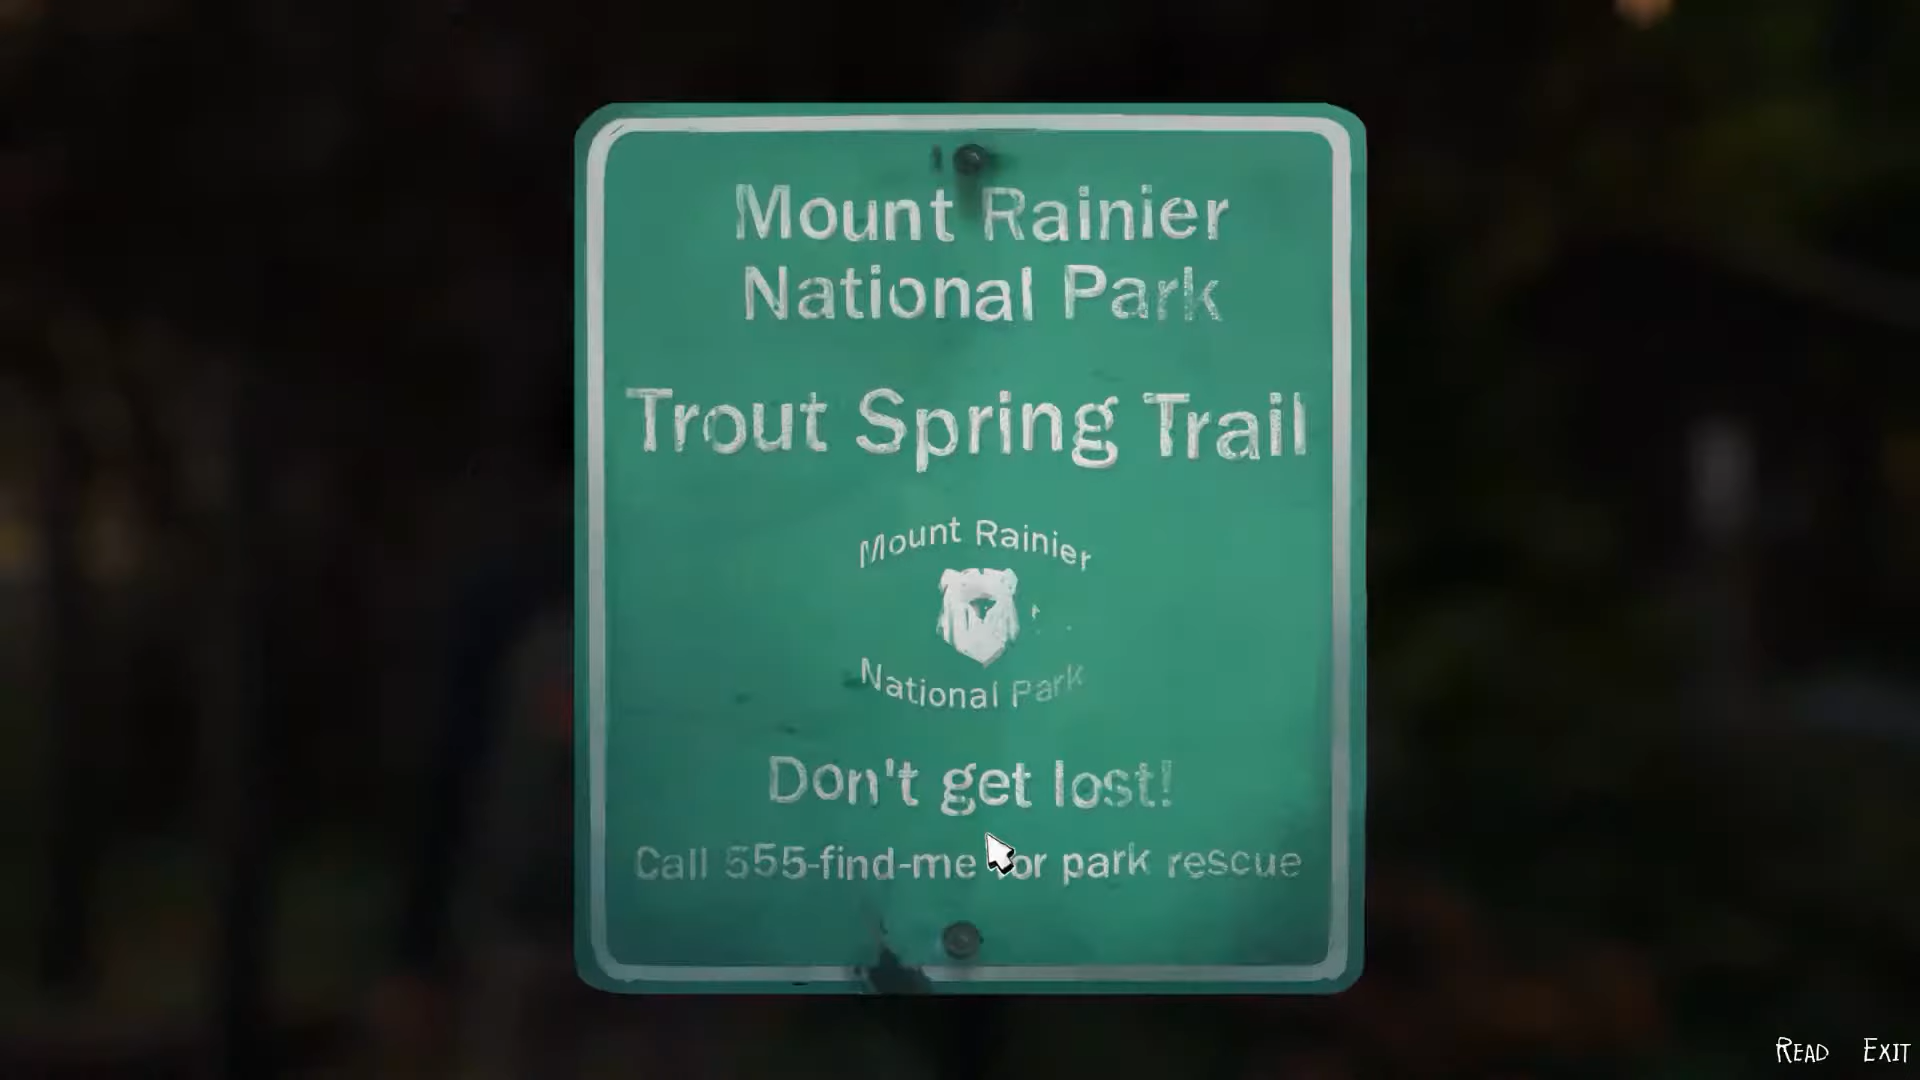 Mount Rainier
National Park
Trout Spring Trail
Mount Rainier
National Park
Don't get lost!
Call 555-find-me for park rescue
READ EXIT